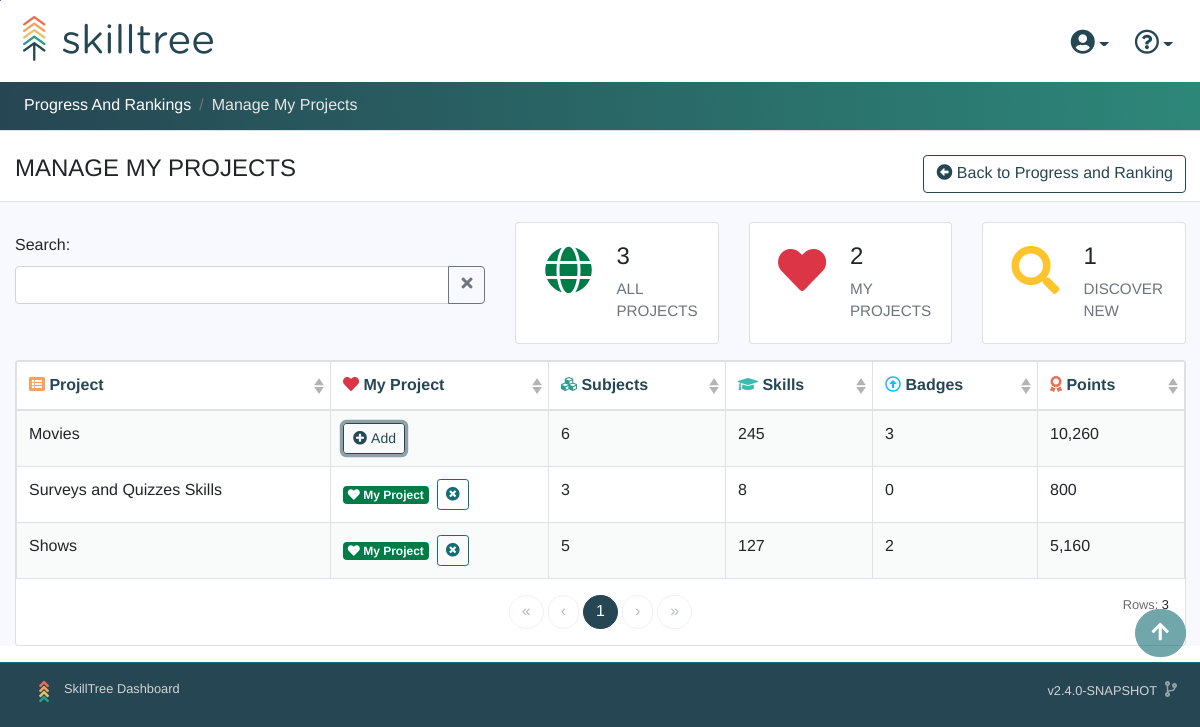 skilltree
Progress And Rankings / Manage My Projects
MANAGE MY PROJECTS
Back to Progress and Ranking
Search:
3
ALL
PROJECTS
2
MY
PROJECTS
1
DISCOVER
NEW
Project My Project Subjects Skills Badges Points
Movies Add 6 245 3 10,260
Surveys and Quizzes Skills My Project 3 8 0 800
Shows My Project 5 127 2 5,160
« ‹ 1 › »
Rows: 3
SkillTree Dashboard
v2.4.0-SNAPSHOT